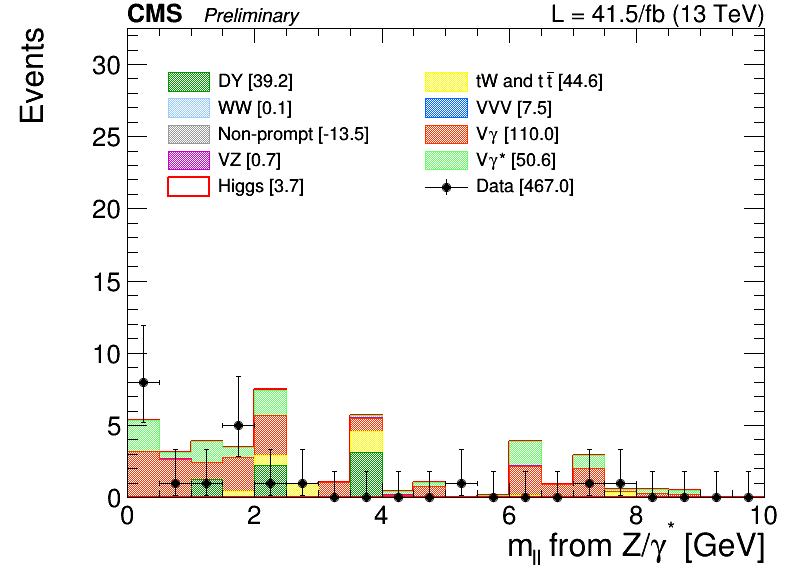 CMS Preliminary L = 41.5/fb (13 TeV)
Events
30
25
20
15
10
5
0
DY [39.2]
WW [0.1]
Non-prompt [-13.5]
VZ [0.7]
Higgs [3.7]
tW and tt̅ [44.6]
VVV [7.5]
Vγ [110.0]
Vγ* [50.6]
Data [467.0]
0 2 4 6 8 10
m_ll from Z/γ* [GeV]